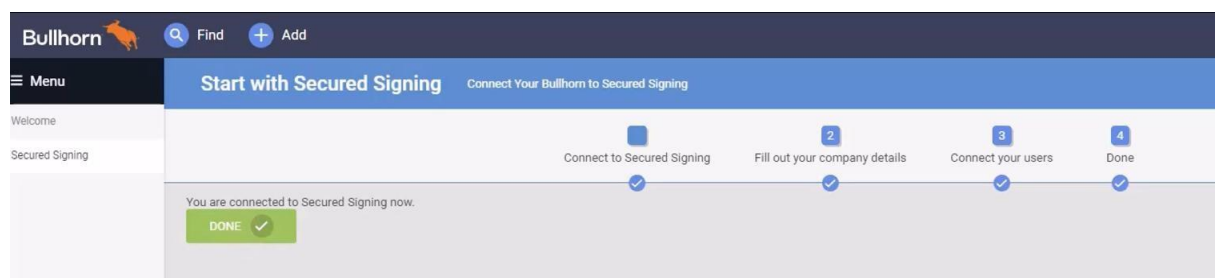 Bullhorn
Find
Add
Menu
Start with Secured Signing
Connect Your Bullhorn to Secured Signing
Welcome
Secured Signing
2
3
4
Connect to Secured Signing
Fill out your company details
Connect your users
Done
You are connected to Secured Signing now.
DONE